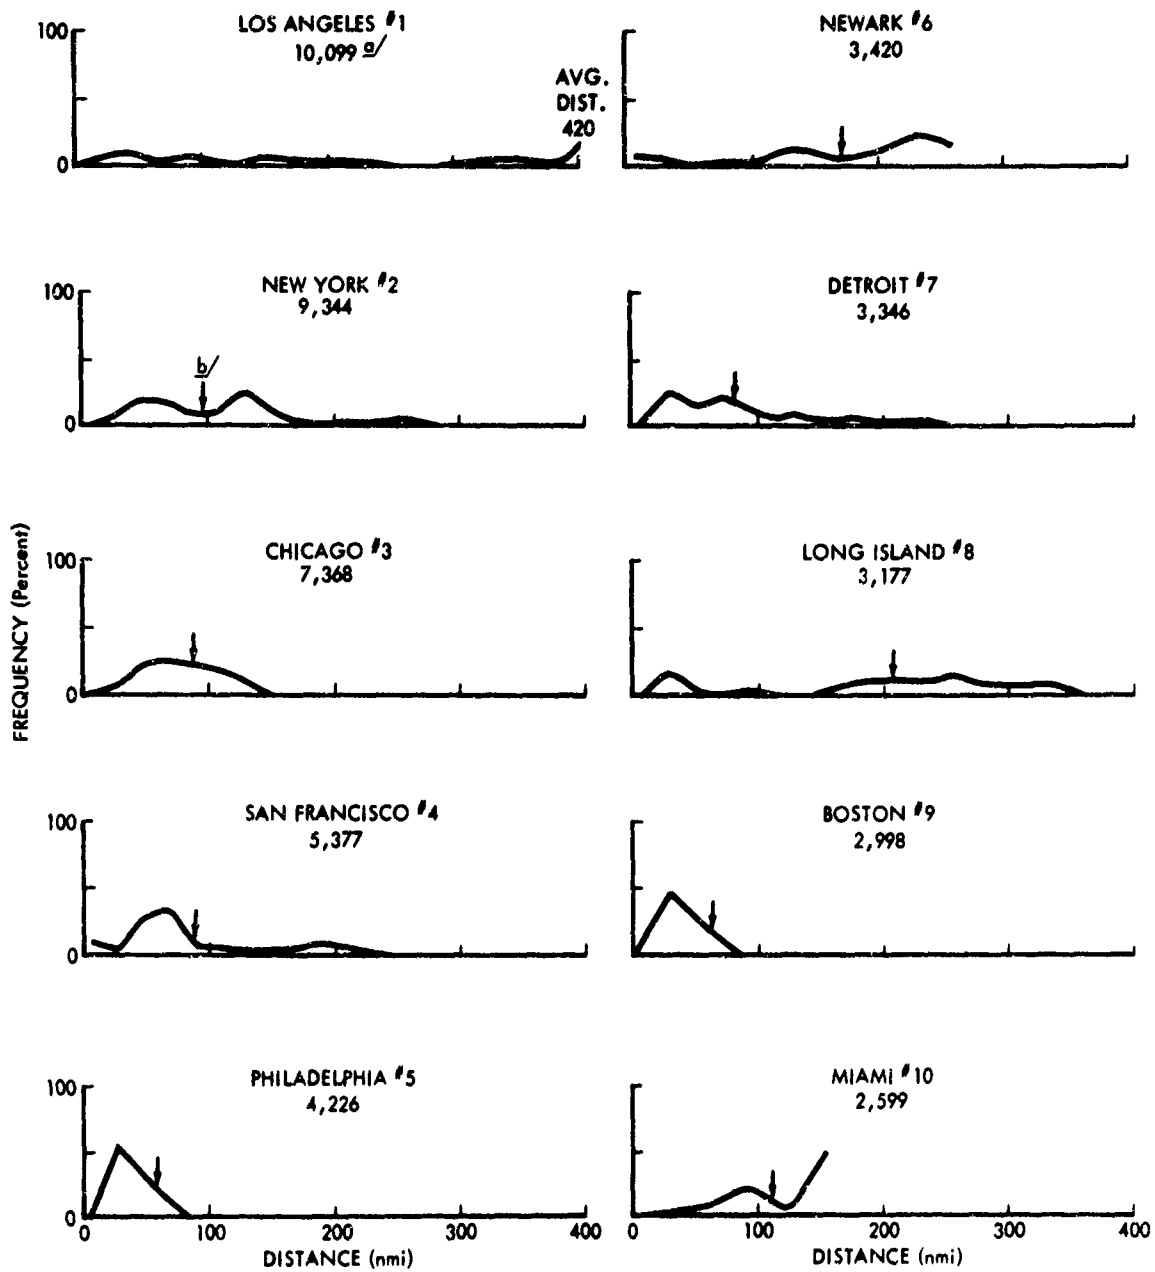 LOS ANGELES #1
10,099 a/
100
0
AVG.
DIST.
420
NEWARK #6
3,420
NEW YORK #2
9,344
100
0
b/
DETROIT #7
3,346
FREQUENCY (Percent)
CHICAGO #3
7,368
100
0
LONG ISLAND #8
3,177
SAN FRANCISCO #4
5,377
100
0
BOSTON #9
2,998
PHILADELPHIA #5
4,226
100
0
0 100 200 300 400
DISTANCE (nmi)
MIAMI #10
2,599
0 100 200 300 400
DISTANCE (nmi)